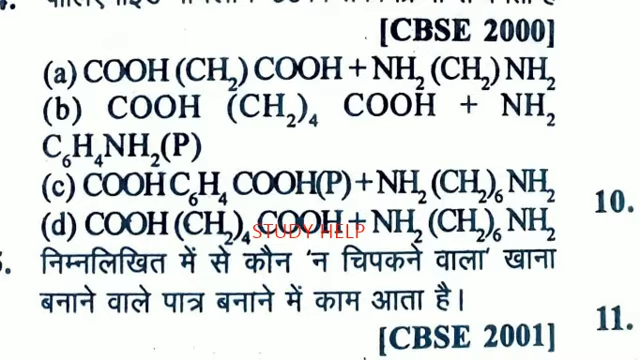 [CBSE 2000]
(a) COOH (CH₂) COOH + NH₂ (CH₂) NH₂
(b) COOH (CH₂)₄ COOH + NH₂
C₆H₄NH₂(P)
(c) COOH C₆H₄ COOH(P) + NH₂ (CH₂)₆ NH₂
(d) COOH (CH₂)₄ COOH + NH₂ (CH₂)₆ NH₂
STUDY HELP
निम्नलिखित में से कौन 'न चिपकने वाला' खाना
बनाने वाले पात्र बनाने में काम आता है।
[CBSE 2001]
10.
11.